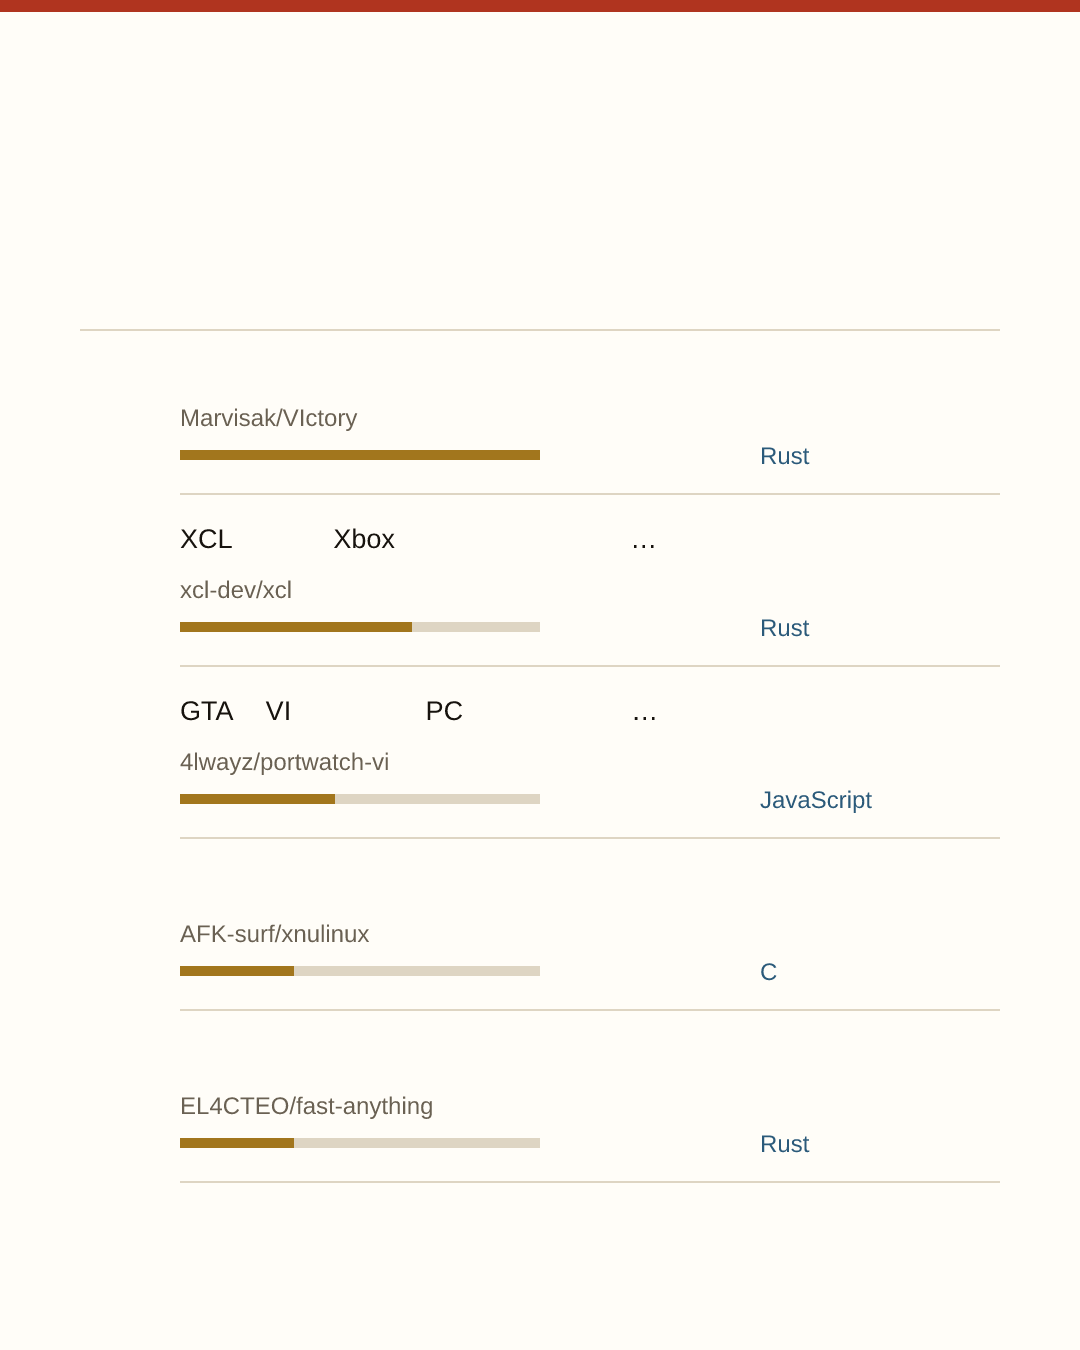 Marvisak/VIctory
Rust
XCL Xbox …
xcl-dev/xcl
Rust
GTA VI PC …
4lwayz/portwatch-vi
JavaScript
AFK-surf/xnulinux
C
EL4CTEO/fast-anything
Rust